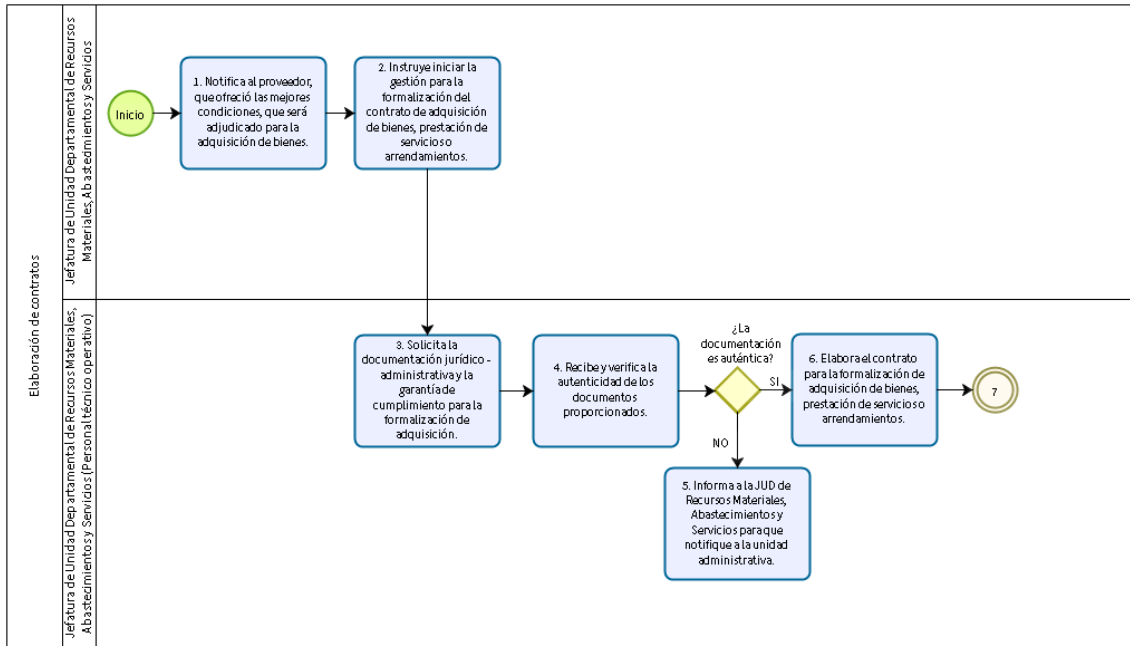 Elaboración de contratos
Jefatura de Unidad Departamental de Recursos
Materiales, Abastecimientos y Servicios
Inicio
1. Notifica al proveedor,
que ofreció las mejores
condiciones, que será
adjudicado para la
adquisición de bienes.
2. Instruye iniciar la
gestión para la
formalización del
contrato de adquisición
de bienes, prestación de
servicios o
arrendamientos.
Jefatura de Unidad Departamental de Recursos Materiales,
Abastecimientos y Servicios (Personal técnico operativo)
3. Solicita la
documentación jurídico -
administrativa y la
garantía de
cumplimiento para la
formalización de
adquisición.
4. Recibe y verifica la
autenticidad de los
documentos
proporcionados.
¿La
documentación
es auténtica?
SI
NO
6. Elabora el contrato
para la formalización de
adquisición de bienes,
prestación de servicios o
arrendamientos.
7
5. Informa a la JUD de
Recursos Materiales,
Abastecimientos y
Servicios para que
notifique a la unidad
administrativa.